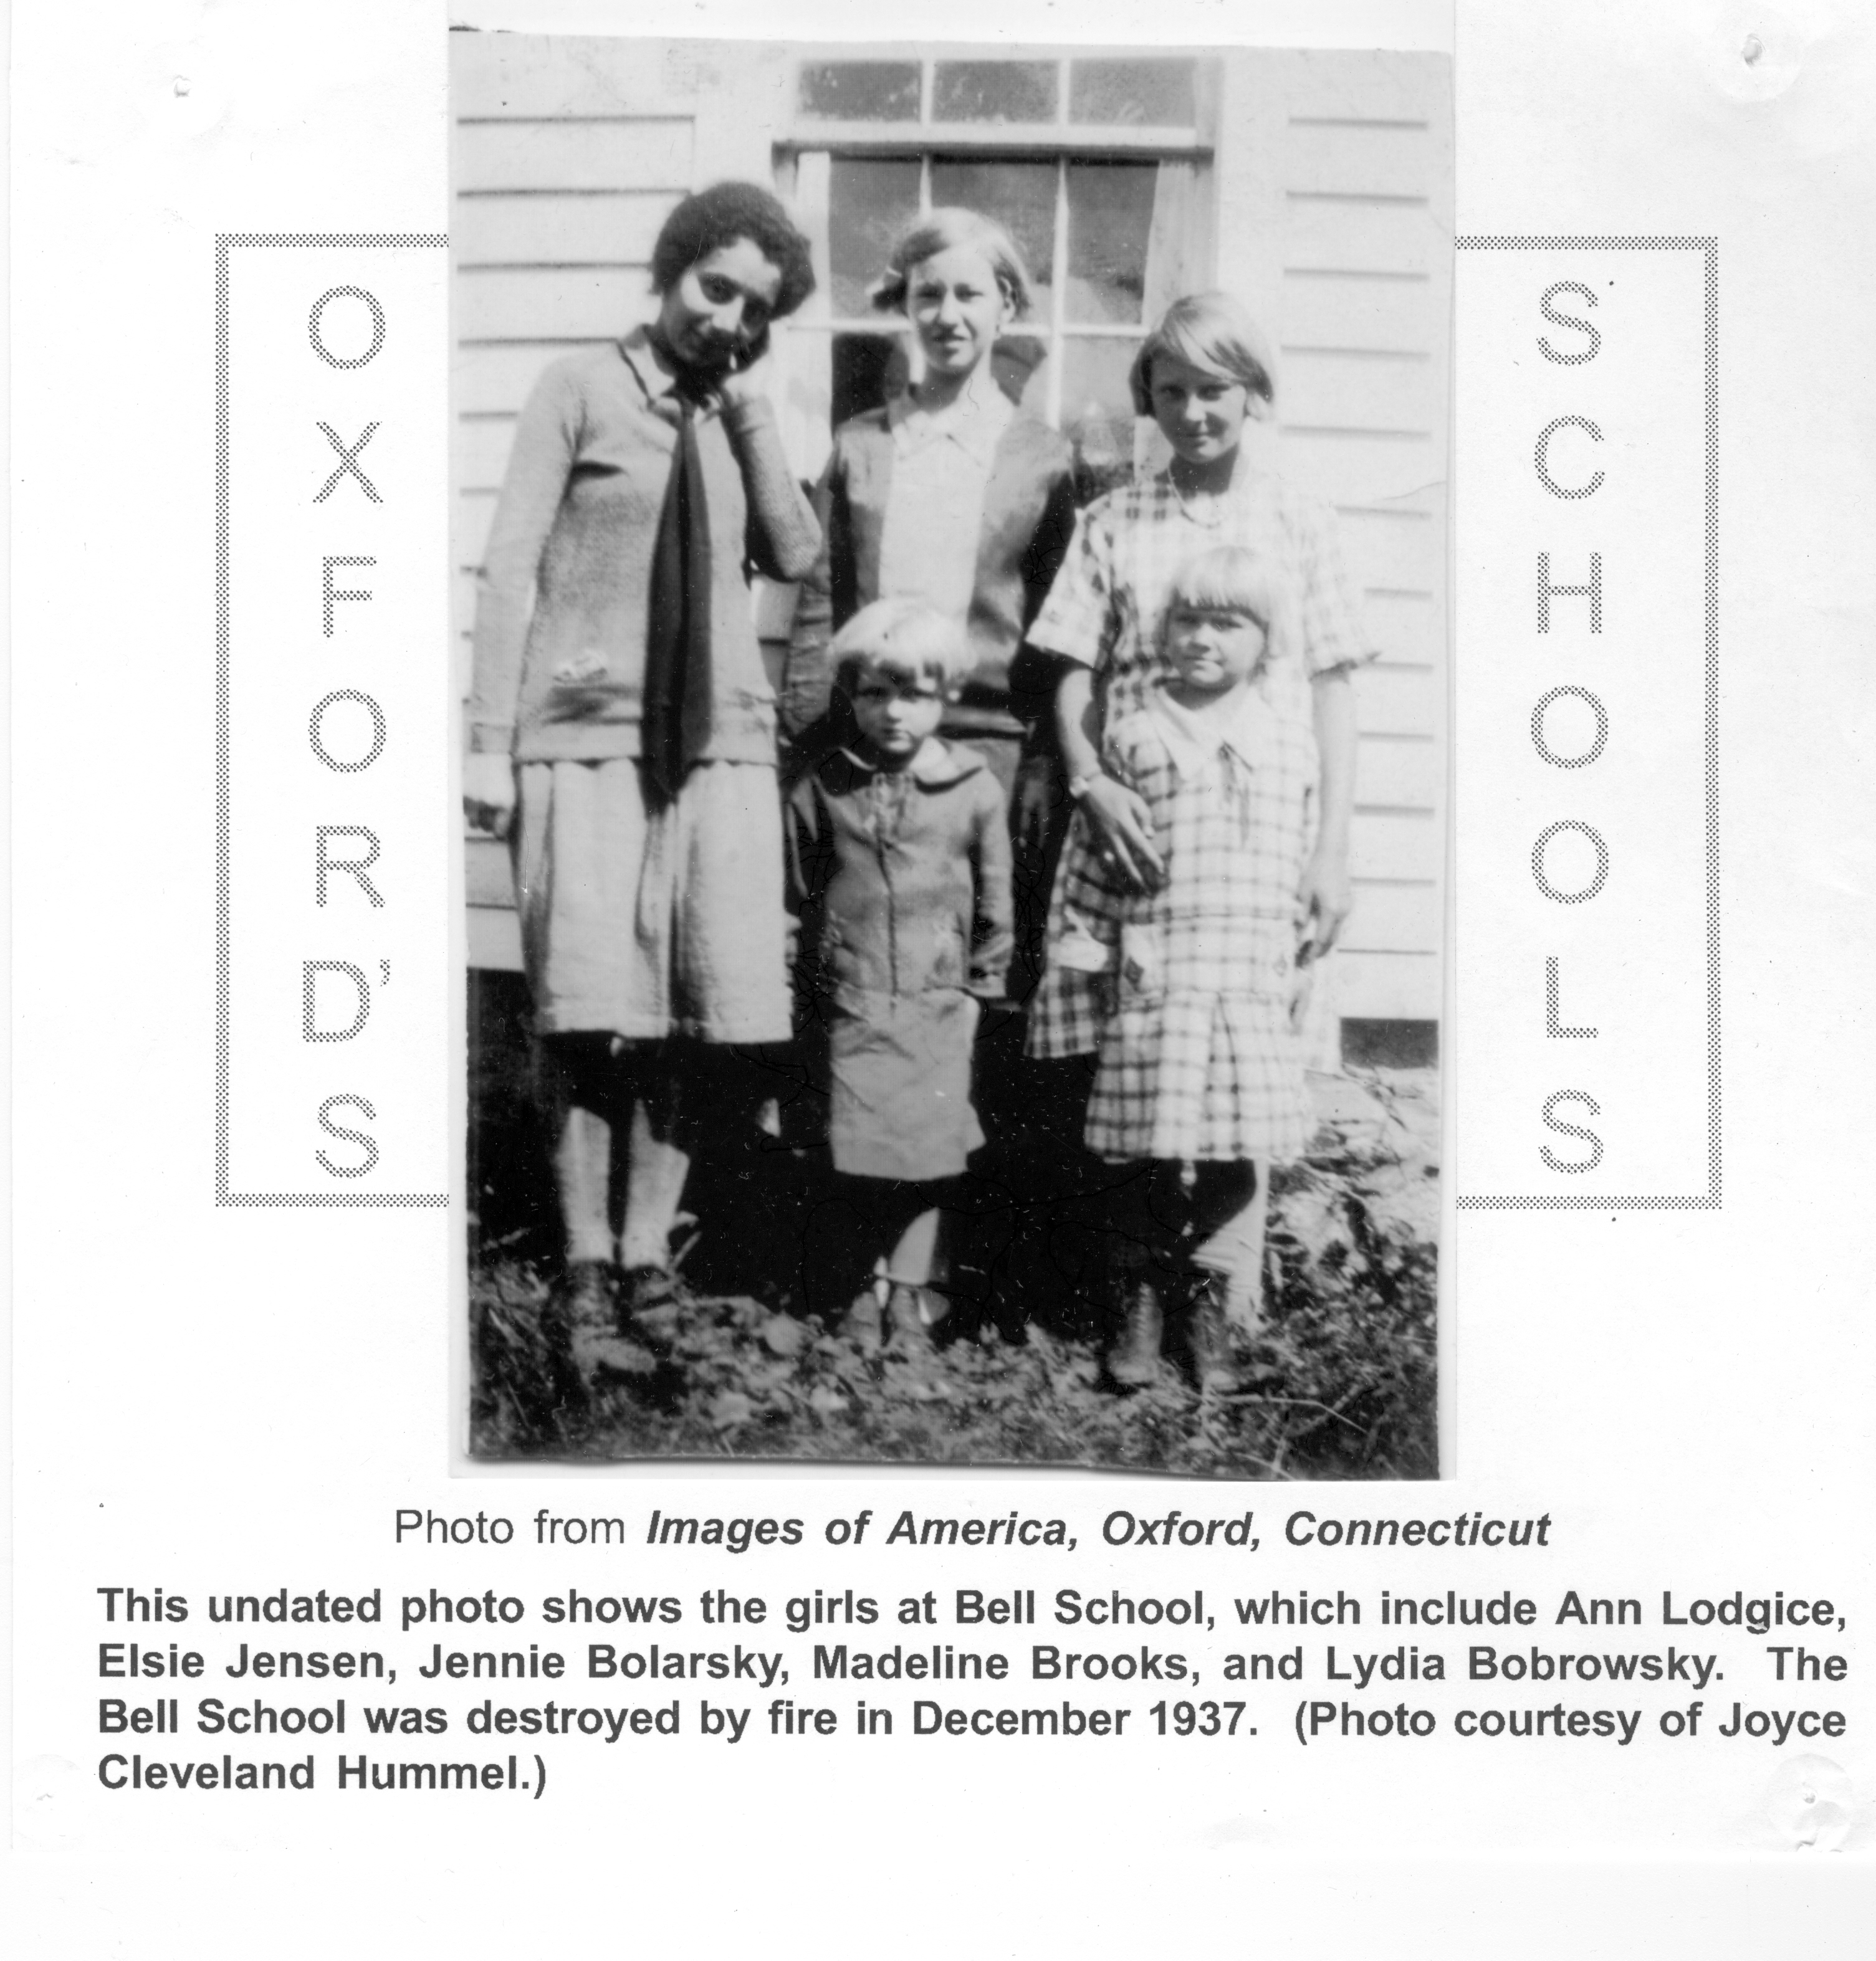 OXFORD'S
SCHOOLS
Photo from Images of America, Oxford, Connecticut
This undated photo shows the girls at Bell School, which include Ann Lodgice,
Elsie Jensen, Jennie Bolarsky, Madeline Brooks, and Lydia Bobrowsky. The
Bell School was destroyed by fire in December 1937. (Photo courtesy of Joyce
Cleveland Hummel.)